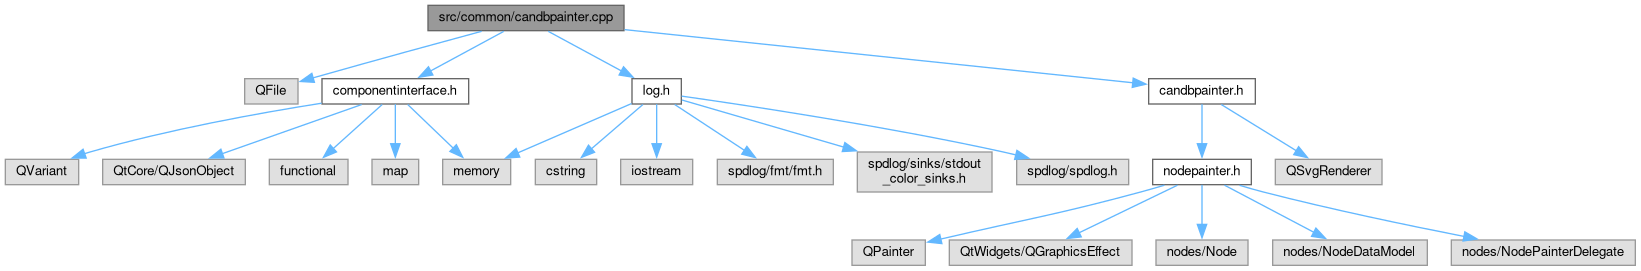 src/common/candbpainter.cpp
QFile
componentinterface.h
log.h
candbpainter.h
QVariant
QtCore/QJsonObject
functional
map
memory
cstring
iostream
spdlog/fmt/fmt.h
spdlog/sinks/stdout
_color_sinks.h
spdlog/spdlog.h
nodepainter.h
QSvgRenderer
QPainter
QtWidgets/QGraphicsEffect
nodes/Node
nodes/NodeDataModel
nodes/NodePainterDelegate